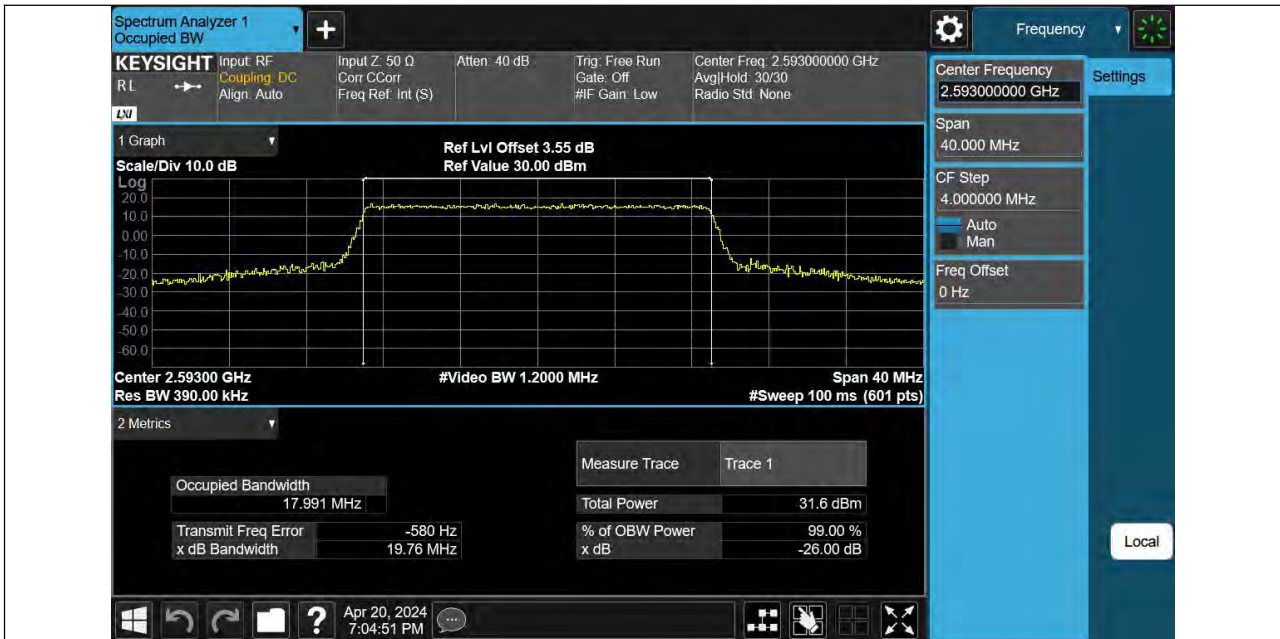 Spectrum Analyzer 1
Occupied BW
+
Frequency
KEYSIGHT
RL
LXI
Input: RF
Coupling: DC
Align: Auto
Input Z: 50 Ω
Corr CCorr
Freq Ref: Int (S)
Atten: 40 dB
Trig: Free Run
Gate: Off
#IF Gain: Low
Center Freq: 2.593000000 GHz
Avg|Hold: 30/30
Radio Std: None
1 Graph
Scale/Div 10.0 dB
Ref Lvl Offset 3.55 dB
Ref Value 30.00 dBm
Log
20.0
10.0
0.00
-10.0
-20.0
-30.0
-40.0
-50.0
-60.0
Center 2.59300 GHz
#Video BW 1.2000 MHz
Span 40 MHz
Res BW 390.00 kHz
#Sweep 100 ms (601 pts)
2 Metrics
Occupied Bandwidth
17.991 MHz
Transmit Freq Error -580 Hz
x dB Bandwidth 19.76 MHz
Measure Trace Trace 1
Total Power 31.6 dBm
% of OBW Power 99.00 %
x dB -26.00 dB
Center Frequency
2.593000000 GHz
Settings
Span
40.000 MHz
CF Step
4.000000 MHz
Auto
Man
Freq Offset
0 Hz
Local
?
Apr 20, 2024
7:04:51 PM